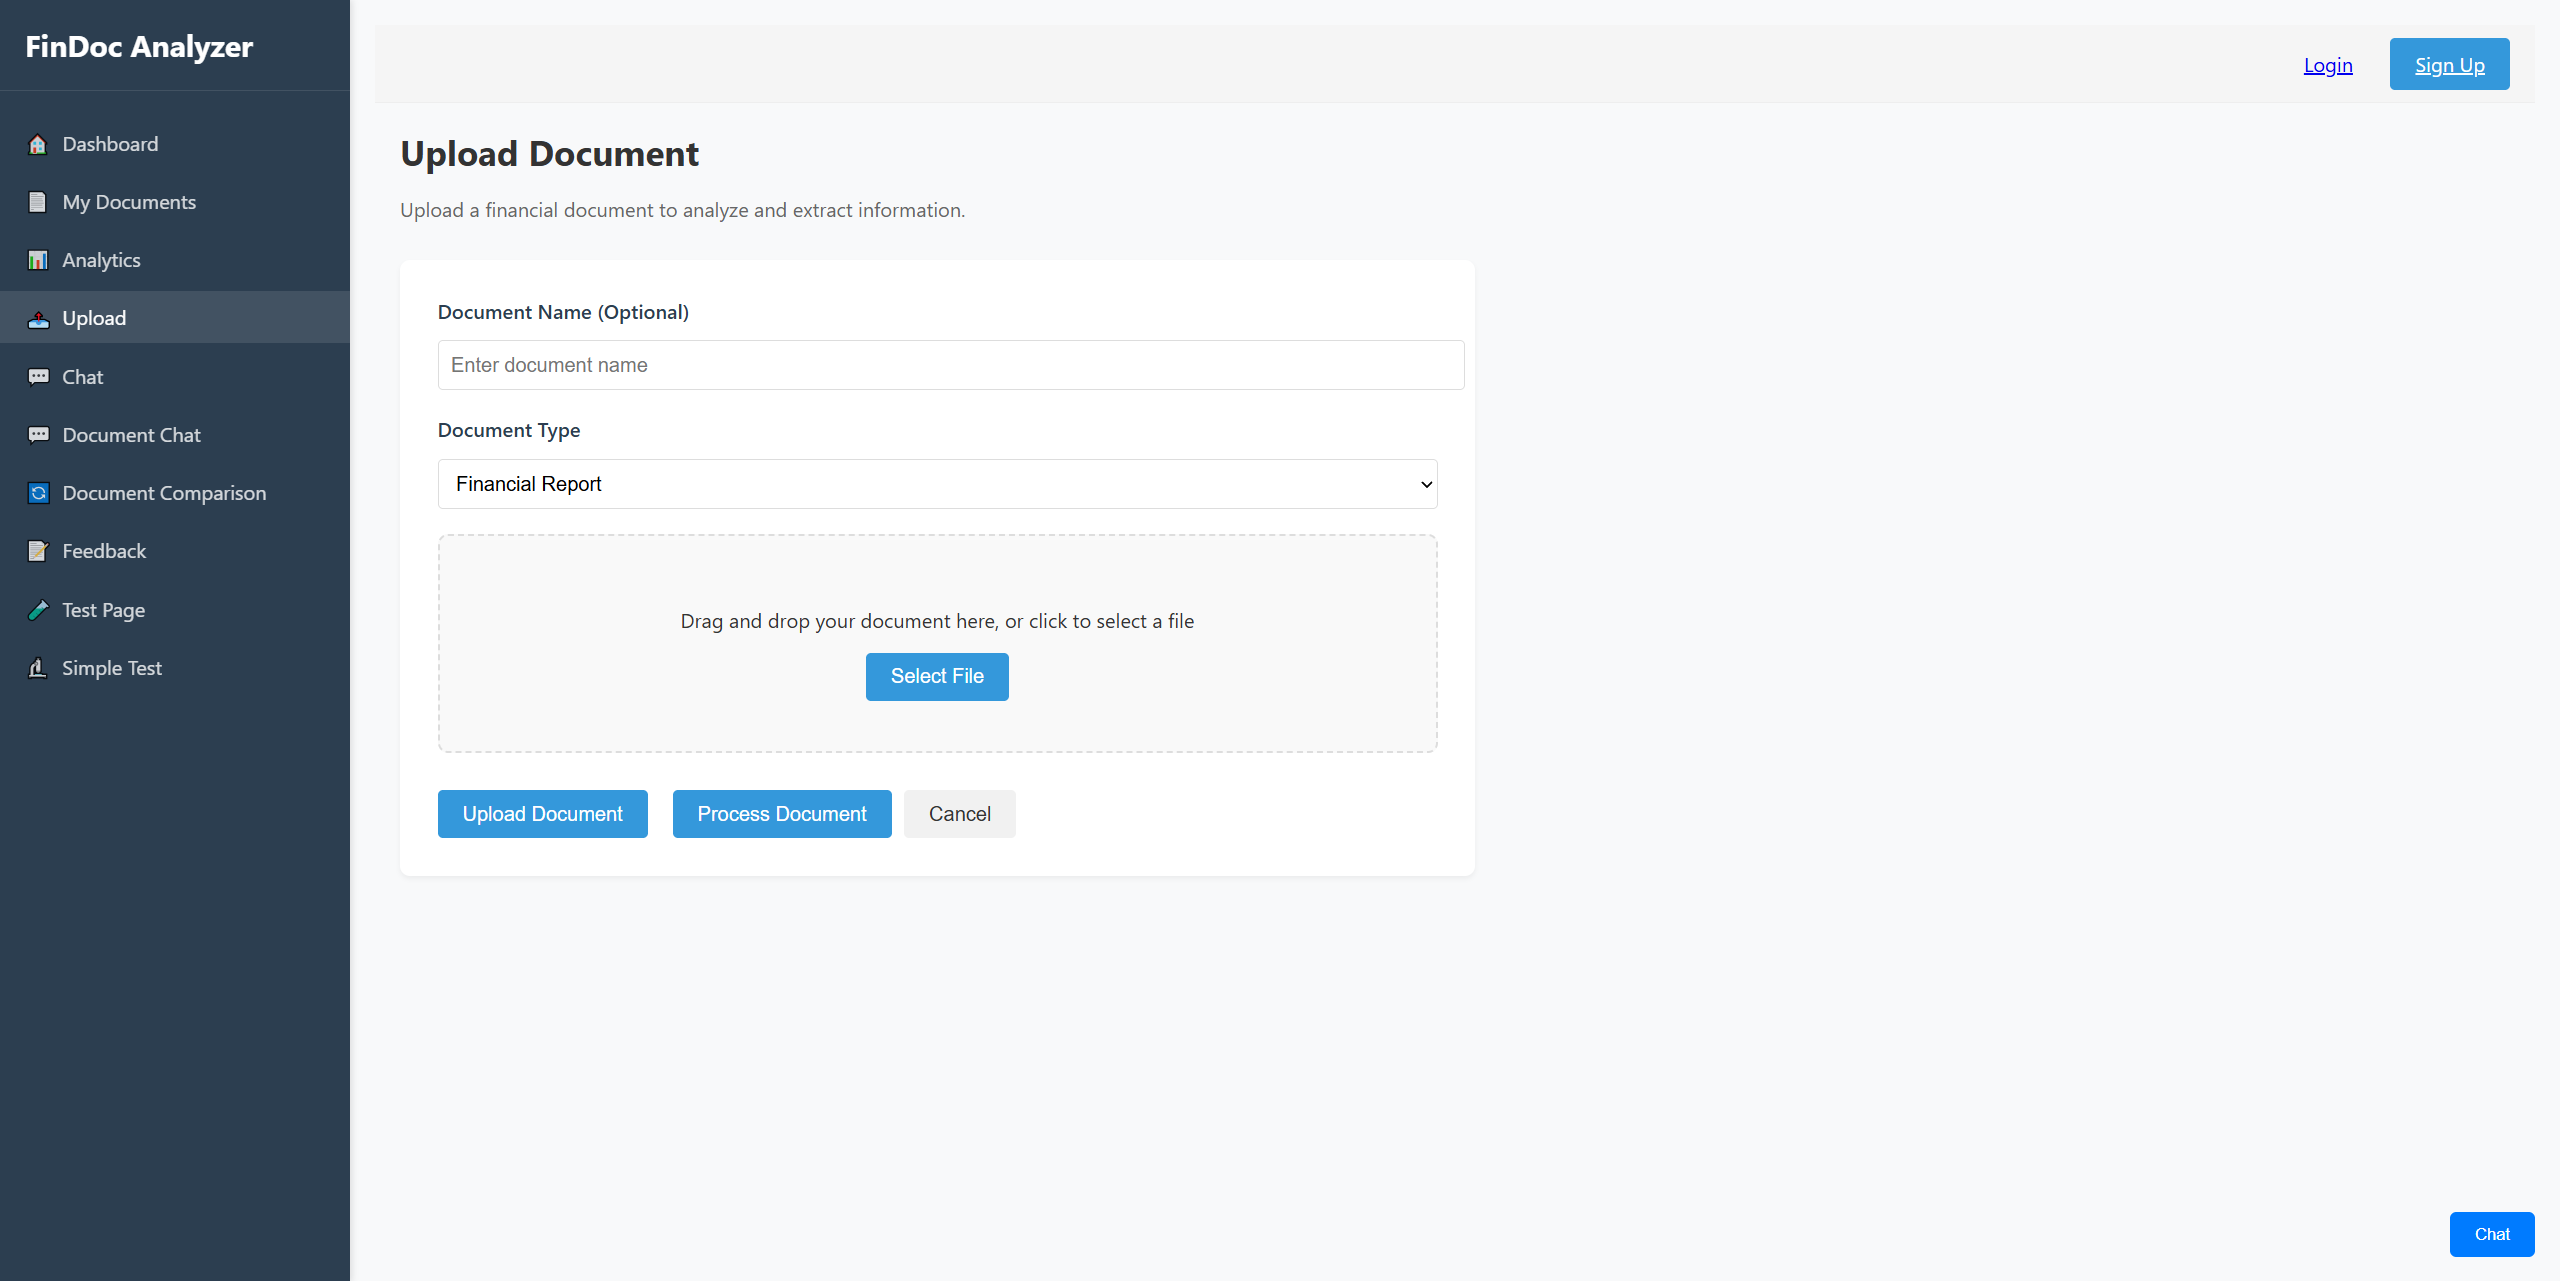 FinDoc Analyzer
Dashboard
My Documents
Analytics
Upload
Chat
Document Chat
Document Comparison
Feedback
Test Page
Simple Test
Login
Sign Up
Upload Document
Upload a financial document to analyze and extract information.
Document Name (Optional)
Enter document name
Document Type
Financial Report
Drag and drop your document here, or click to select a file
Select File
Upload Document
Process Document
Cancel
Chat